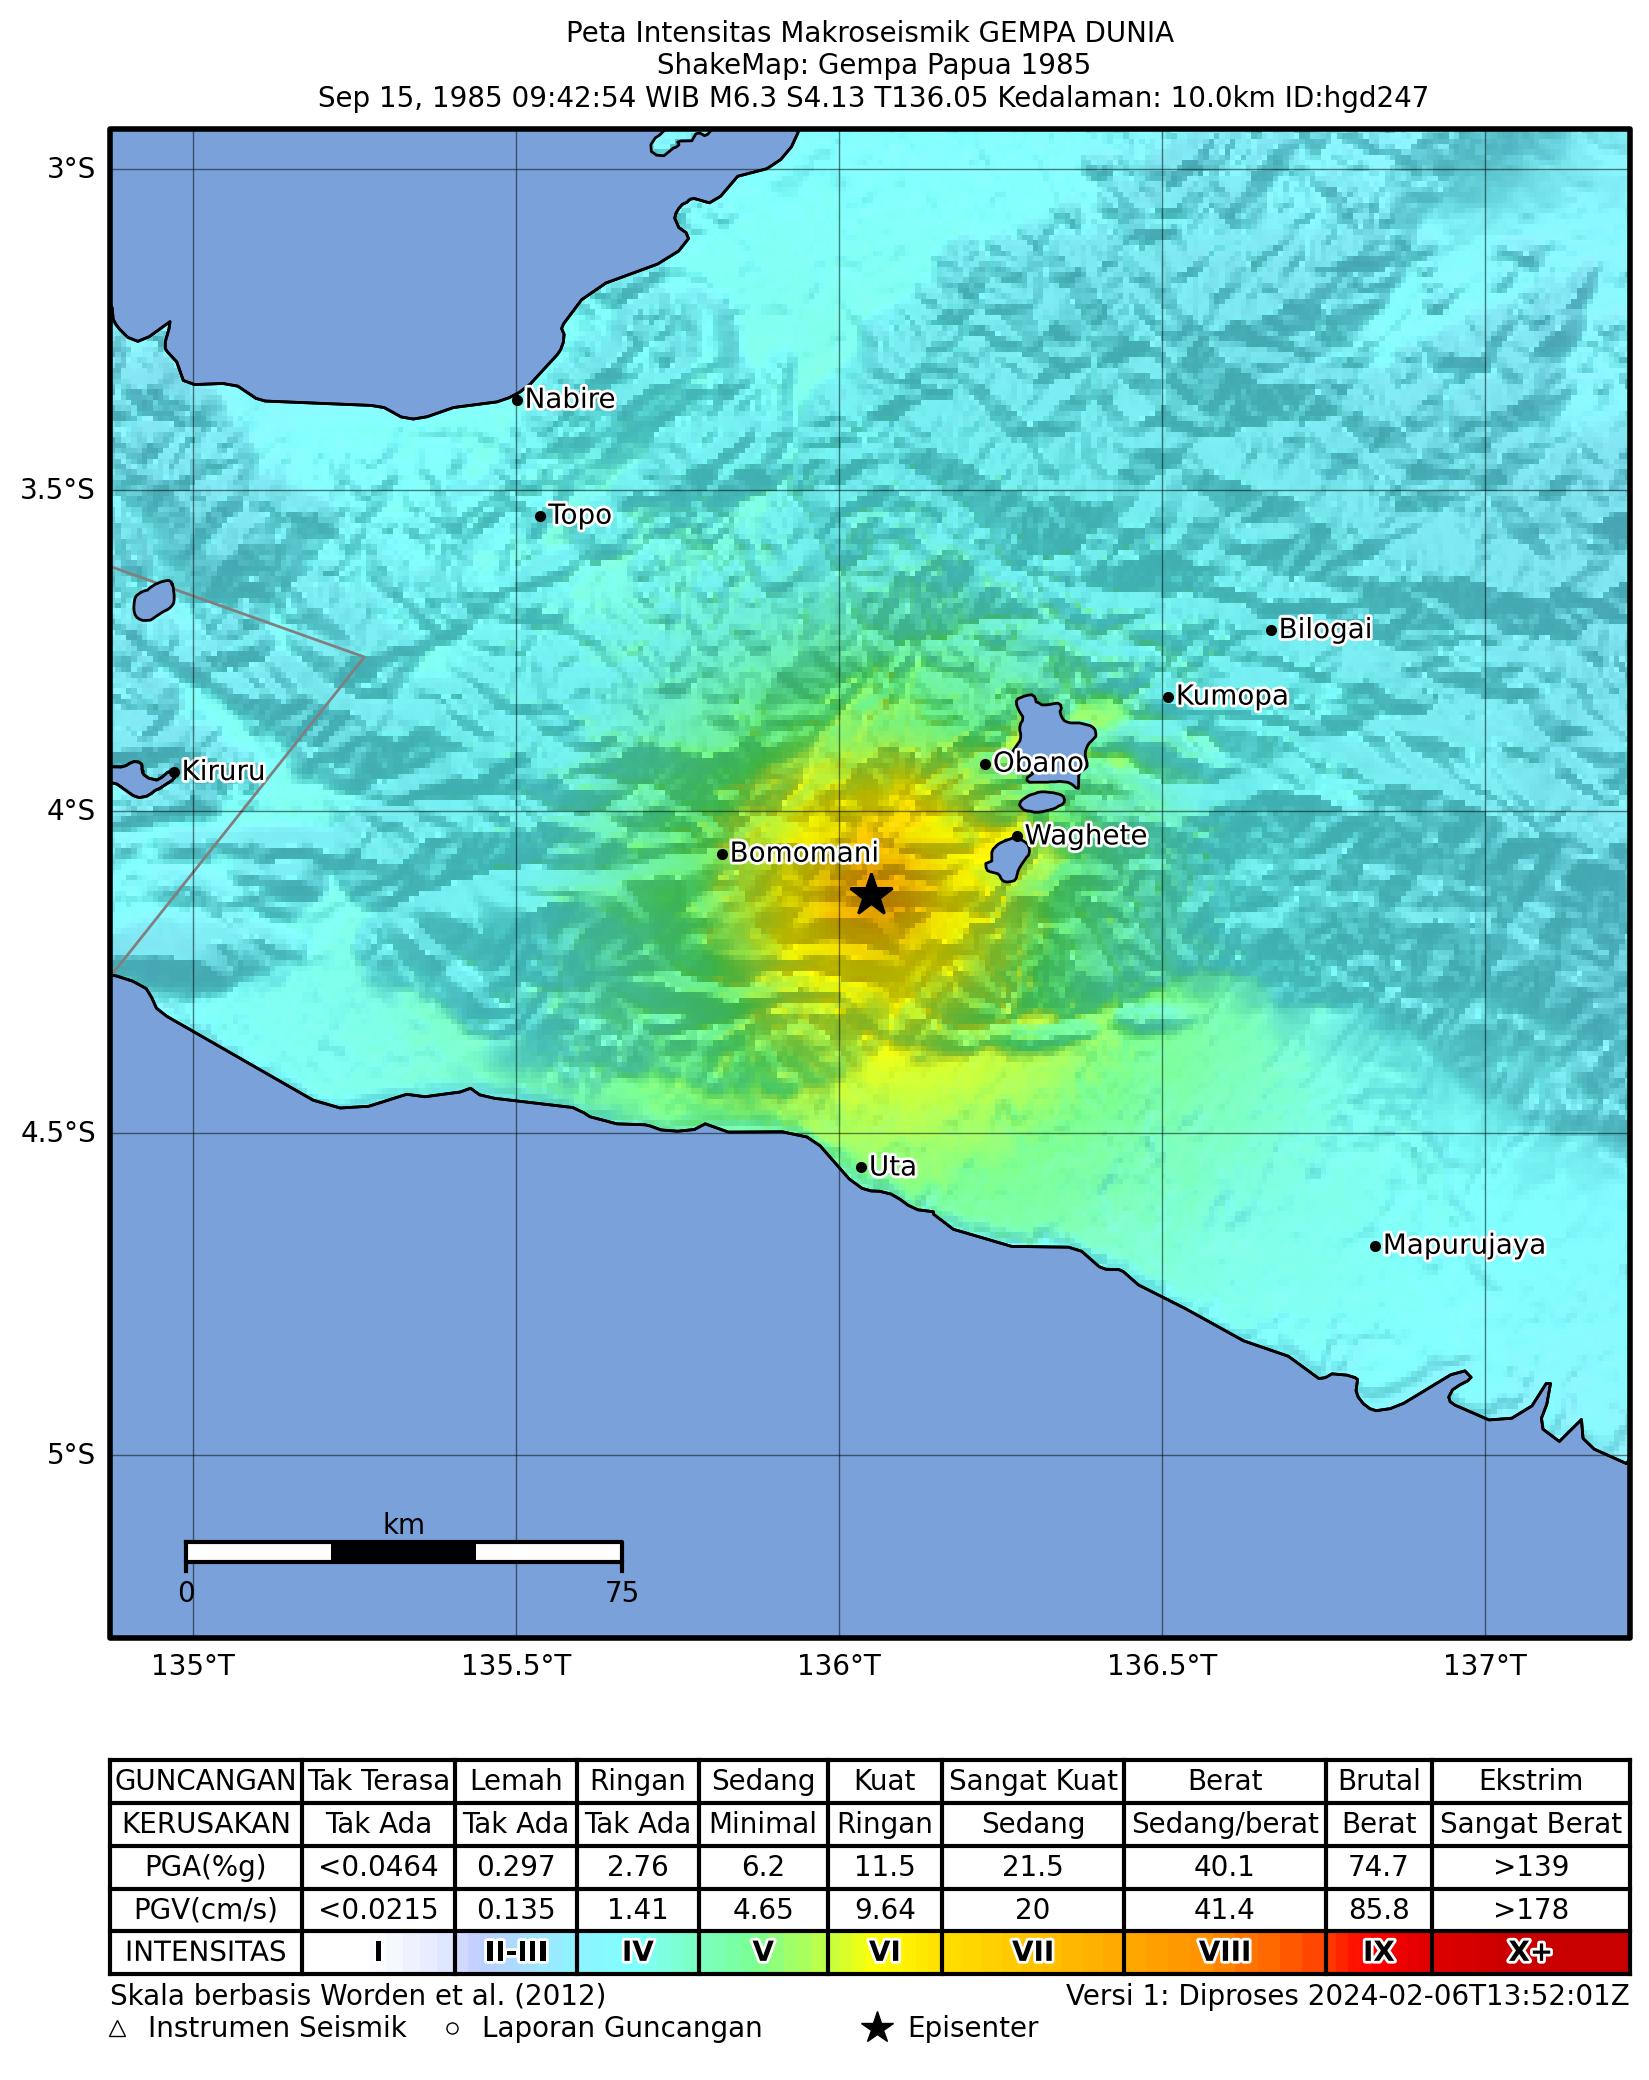 Peta Intensitas Makroseismik GEMPA DUNIA
ShakeMap: Gempa Papua 1985
Sep 15, 1985 09:42:54 WIB M6.3 S4.13 T136.05 Kedalaman: 10.0km ID:hgd247
3°S
Nabire
3.5°S
Topo
Bilogai
Kumopa
Obano
Kiruru
4°S
Waghete
Bomomani
4.5°S
Uta
Mapurujaya
5°S
km
0 75
135°T 135.5°T 136°T 136.5°T 137°T
GUNCANGAN Tak Terasa Lemah Ringan Sedang Kuat Sangat Kuat Berat Brutal Ekstrim
KERUSAKAN Tak Ada Tak Ada Tak Ada Minimal Ringan Sedang Sedang/berat Berat Sangat Berat
PGA(%g) <0.0464 0.297 2.76 6.2 11.5 21.5 40.1 74.7 >139
PGV(cm/s) <0.0215 0.135 1.41 4.65 9.64 20 41.4 85.8 >178
INTENSITAS I II-III IV V VI VII VIII IX X+
Skala berbasis Worden et al. (2012) Versi 1: Diproses 2024-02-06T13:52:01Z
Instrumen Seismik Laporan Guncangan Episenter